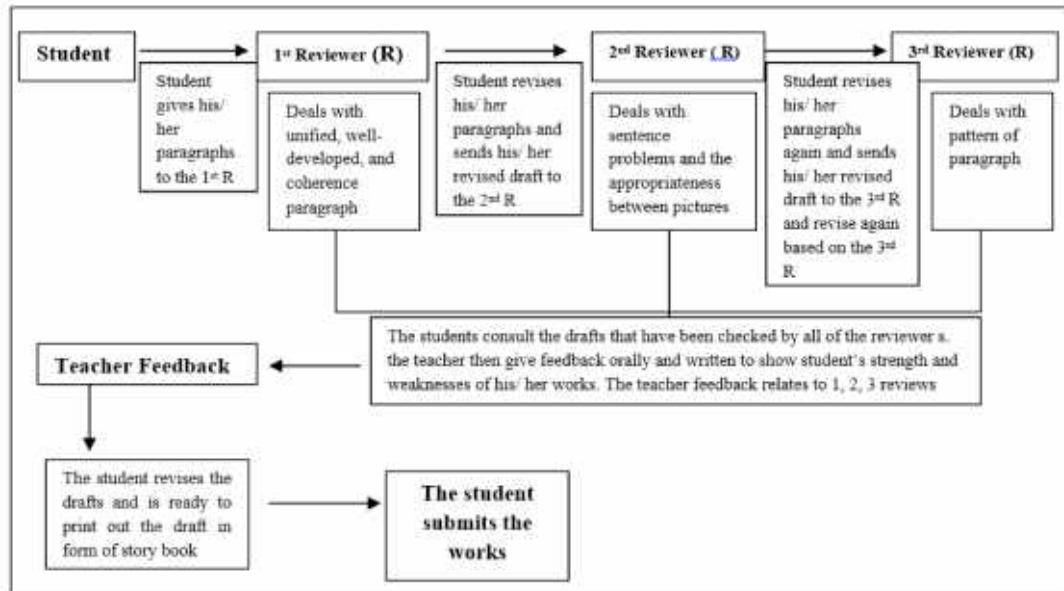 Student
1st Reviewer (R)
2nd Reviewer ( R)
3rd Reviewer (R)
Student
gives his/
her
paragraphs
to the 1st R
Deals with
unified, well-
developed, and
coherence
paragraph
Student revises
his/ her
paragraphs and
sends his/ her
revised draft to
the 2nd R
Deals with
sentence
problems and the
appropriateness
between pictures
Student revises
his/ her
paragraphs
again and sends
his/ her revised
draft to the 3rd R
and revise again
based on the 3rd
R
Deals with
pattern of
paragraph
The students consult the drafts that have been checked by all of the reviewer s.
the teacher then give feedback orally and written to show student's strength and
weaknesses of his/ her works. The teacher feedback relates to 1, 2, 3 reviews
Teacher Feedback
The student revises the
drafts and is ready to
print out the draft in
form of story book
The student
submits the
works